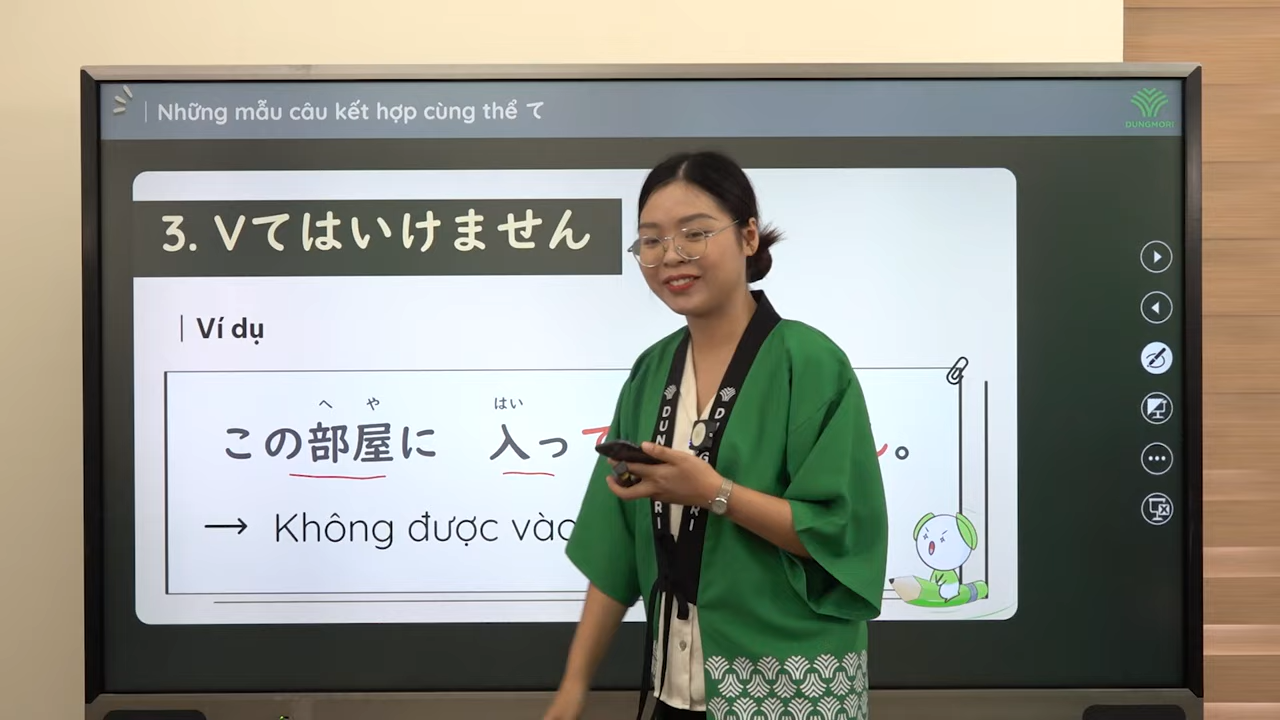 Những mẫu câu kết hợp cùng thể て
DUNGMORI
3. Vてはいけません
Ví dụ
へ や はい
この部屋に 入っ 。
→ Không được vào